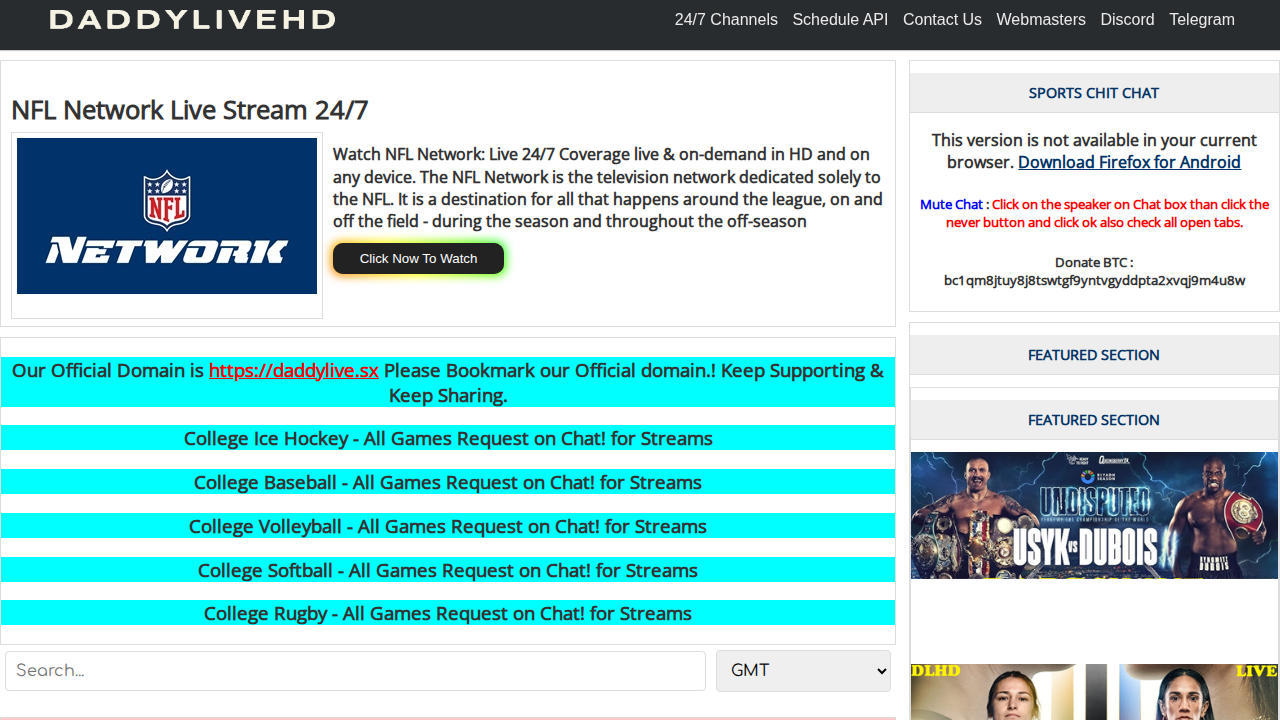 DADDYLIVEHD
24/7 Channels Schedule API Contact Us Webmasters Discord Telegram
NFL Network Live Stream 24/7
NFL
NETWORK
Watch NFL Network: Live 24/7 Coverage live & on-demand in HD and on
any device. The NFL Network is the television network dedicated solely to
the NFL. It is a destination for all that happens around the league, on and
off the field - during the season and throughout the off-season
Click Now To Watch
Our Official Domain is https://daddylive.sx Please Bookmark our Official domain.! Keep Supporting &
Keep Sharing.
College Ice Hockey - All Games Request on Chat! for Streams
College Baseball - All Games Request on Chat! for Streams
College Volleyball - All Games Request on Chat! for Streams
College Softball - All Games Request on Chat! for Streams
College Rugby - All Games Request on Chat! for Streams
Search...
GMT
SPORTS CHIT CHAT
This version is not available in your current
browser. Download Firefox for Android
Mute Chat : Click on the speaker on Chat box than click the
never button and click ok also check all open tabs.
Donate BTC :
bc1qm8jtuy8j8tswtgf9yntvgyddpta2xvqj9m4u8w
FEATURED SECTION
FEATURED SECTION
RIYADH
SEASON
UNDISPUTED
USYK VS DUBOIS
DLHD
LIVE